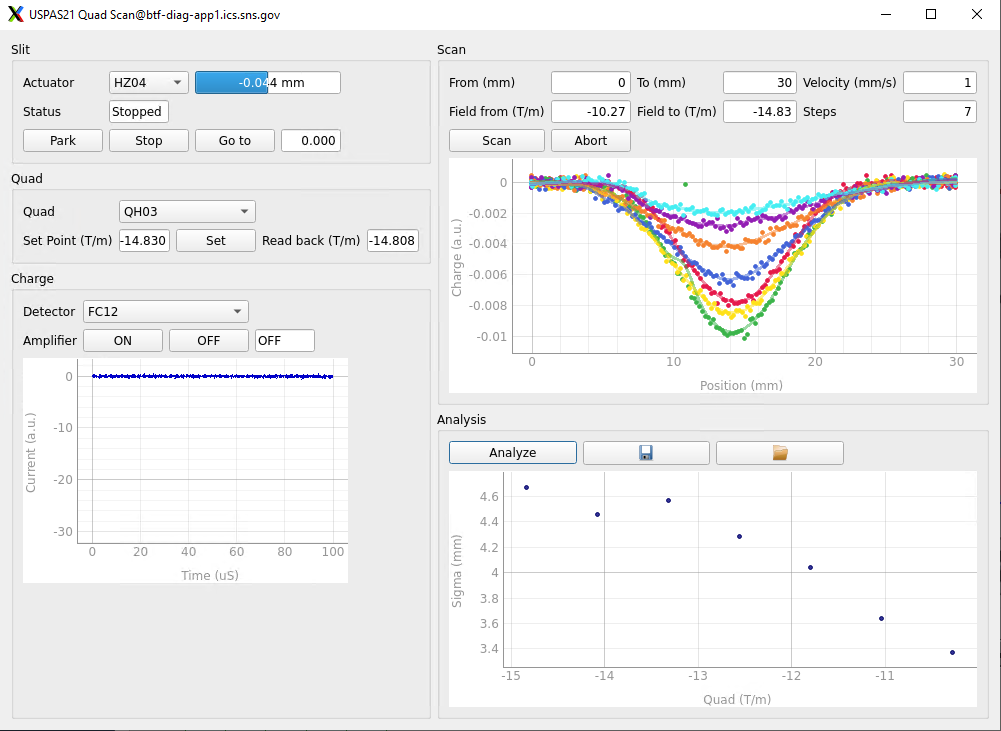 USPAS21 Quad Scan@btf-diag-app1.ics.sns.gov
Slit
Actuator HZ04 -0.044 mm
Status Stopped
Park Stop Go to 0.000
Quad
Quad QH03
Set Point (T/m) -14.830 Set Read back (T/m) -14.808
Charge
Detector FC12
Amplifier ON OFF OFF
0
-10
-20
-30
Current (a.u.)
0 20 40 60 80 100
Time (uS)
Scan
From (mm) 0 To (mm) 30 Velocity (mm/s) 1
Field from (T/m) -10.27 Field to (T/m) -14.83 Steps 7
Scan Abort
0
-0.002
-0.004
-0.006
-0.008
-0.01
Charge (a.u.)
0 10 20 30
Position (mm)
Analysis
Analyze
4.6
4.4
4.2
4
3.8
3.6
3.4
Sigma (mm)
-15 -14 -13 -12 -11
Quad (T/m)